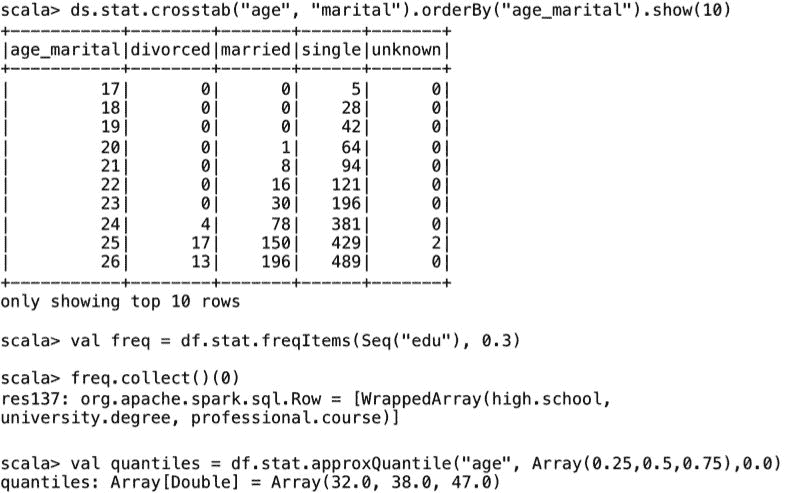 scala> ds.stat.crosstab("age", "marital").orderBy("age_marital").show(10)
+-----------+--------+-------+------+-------+
|age_marital|divorced|married|single|unknown|
+-----------+--------+-------+------+-------+
|         17|       0|      0|     5|      0|
|         18|       0|      0|    28|      0|
|         19|       0|      0|    42|      0|
|         20|       0|      1|    64|      0|
|         21|       0|      8|    94|      0|
|         22|       0|     16|   121|      0|
|         23|       0|     30|   196|      0|
|         24|       4|     78|   381|      0|
|         25|      17|    150|   429|      2|
|         26|      13|    196|   489|      0|
+-----------+--------+-------+------+-------+
only showing top 10 rows
scala> val freq = df.stat.freqItems(Seq("edu"), 0.3)
scala> freq.collect()(0)
res137: org.apache.spark.sql.Row = [WrappedArray(high.school,
university.degree, professional.course)]
scala> val quantiles = df.stat.approxQuantile("age", Array(0.25,0.5,0.75),0.0)
quantiles: Array[Double] = Array(32.0, 38.0, 47.0)